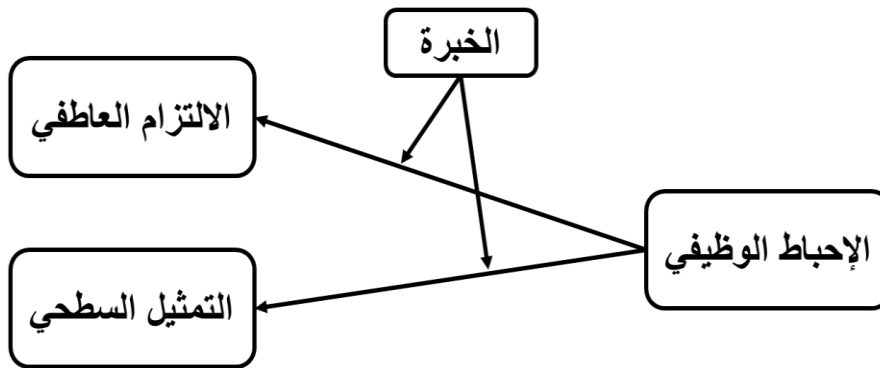 الخبرة
الالتزام العاطفي
الإحباط الوظيفي
التمثيل السطحي